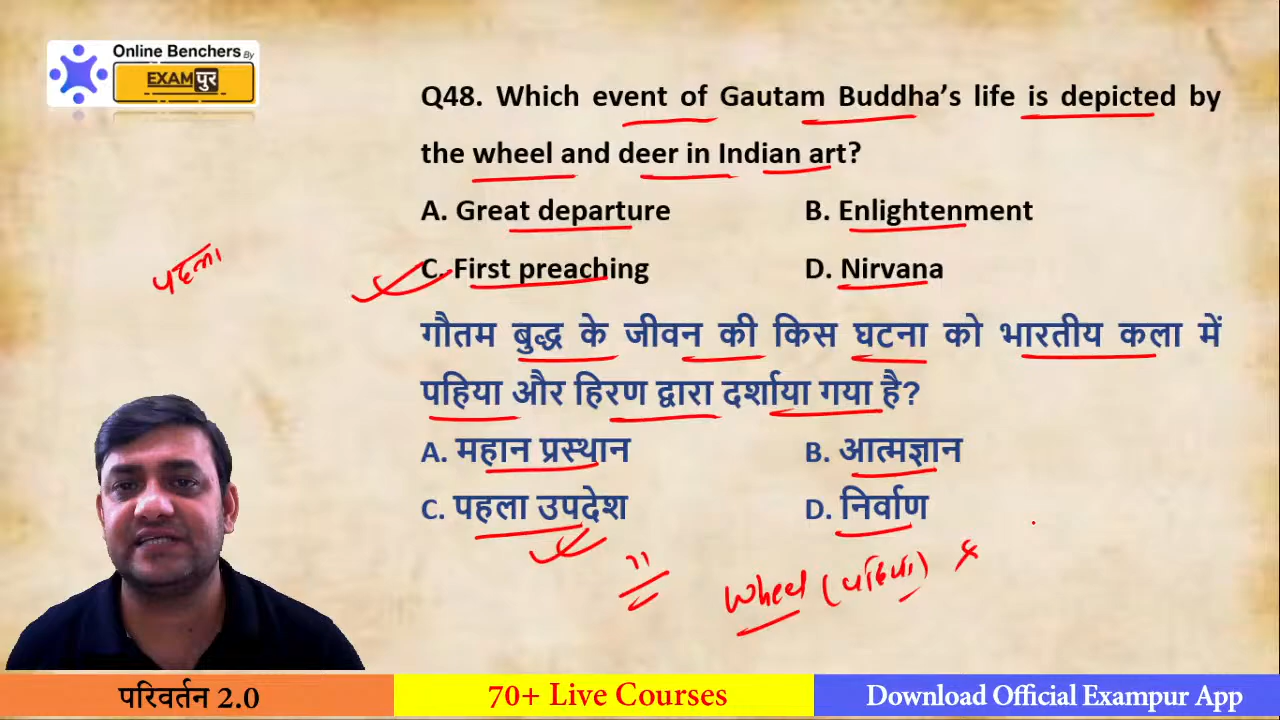 Online Benchers By
EXAMपुर
Q48. Which event of Gautam Buddha's life is depicted by
the wheel and deer in Indian art?
A. Great departure B. Enlightenment
C. First preaching D. Nirvana
पहला
गौतम बुद्ध के जीवन की किस घटना को भारतीय कला में
पहिया और हिरण द्वारा दर्शाया गया है?
A. महान प्रस्थान B. आत्मज्ञान
C. पहला उपदेश D. निर्वाण
wheel (पहिया) &
परिवर्तन 2.0
70+ Live Courses
Download Official Exampur App